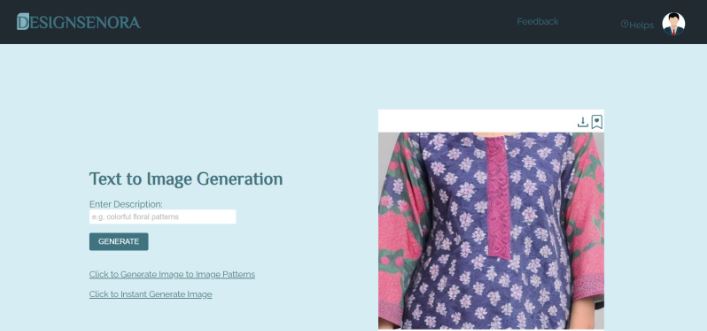 DESIGNSENORA
Feedback
Helps
Text to Image Generation
Enter Description:
e.g. colorful floral patterns
GENERATE
Click to Generate Image to Image Patterns
Click to Instant Generate Image